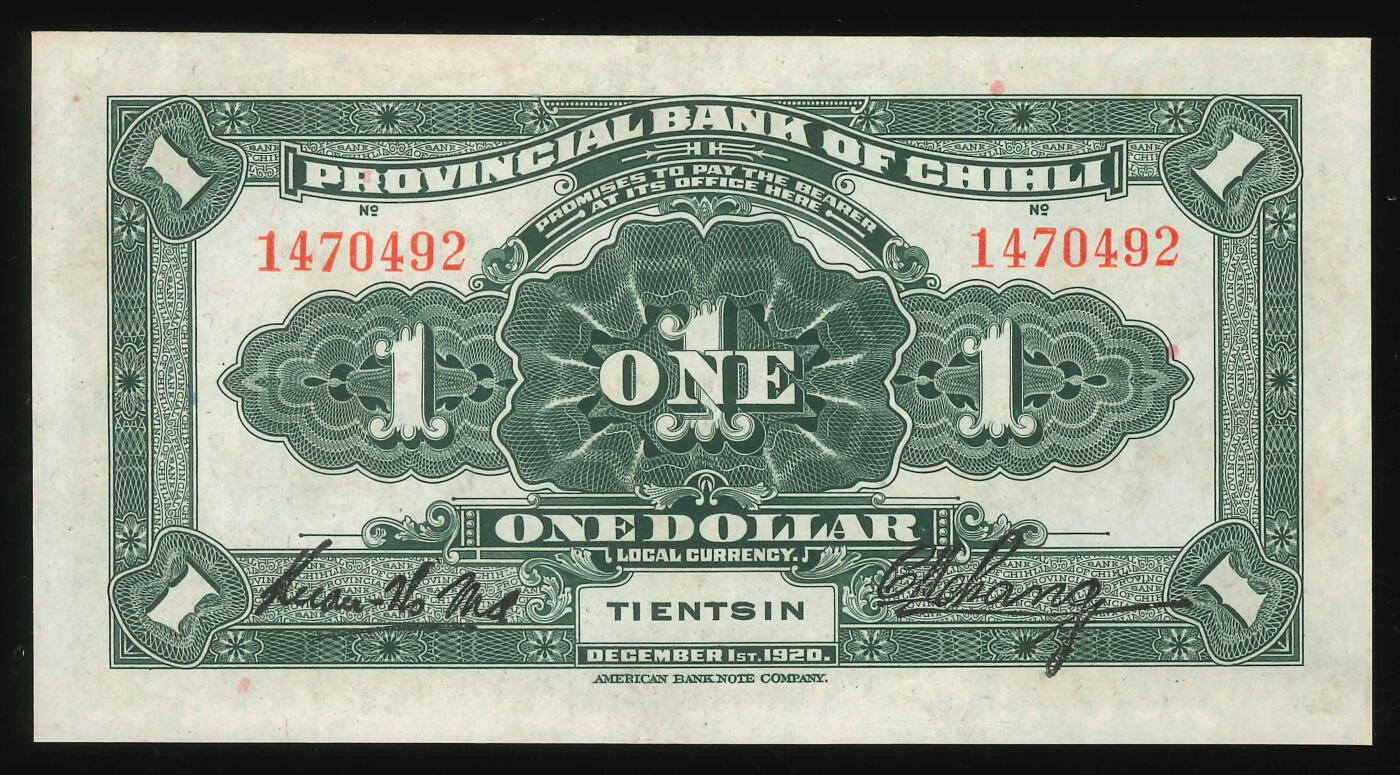 PROVINCIAL BANK OF CHIHLI
PROMISES TO PAY THE BEARER
AT ITS OFFICE HERE
Nº Nº
1470492 1470492
1 ONE 1 1
ONE DOLLAR
LOCAL CURRENCY.
TIENTSIN
DECEMBER 1ST, 1920.
AMERICAN BANK NOTE COMPANY.